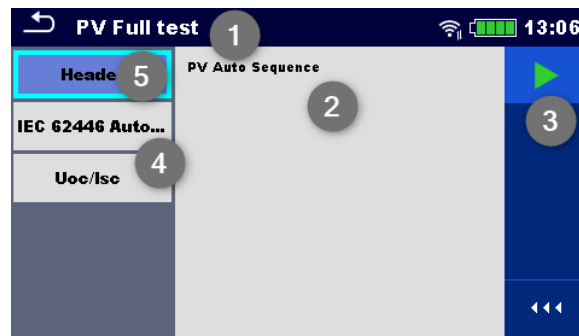 PV Full test
13:06
1
Heade
5
PV Auto Sequence
2
3
IEC 62446 Auto...
4
Uoc/Isc